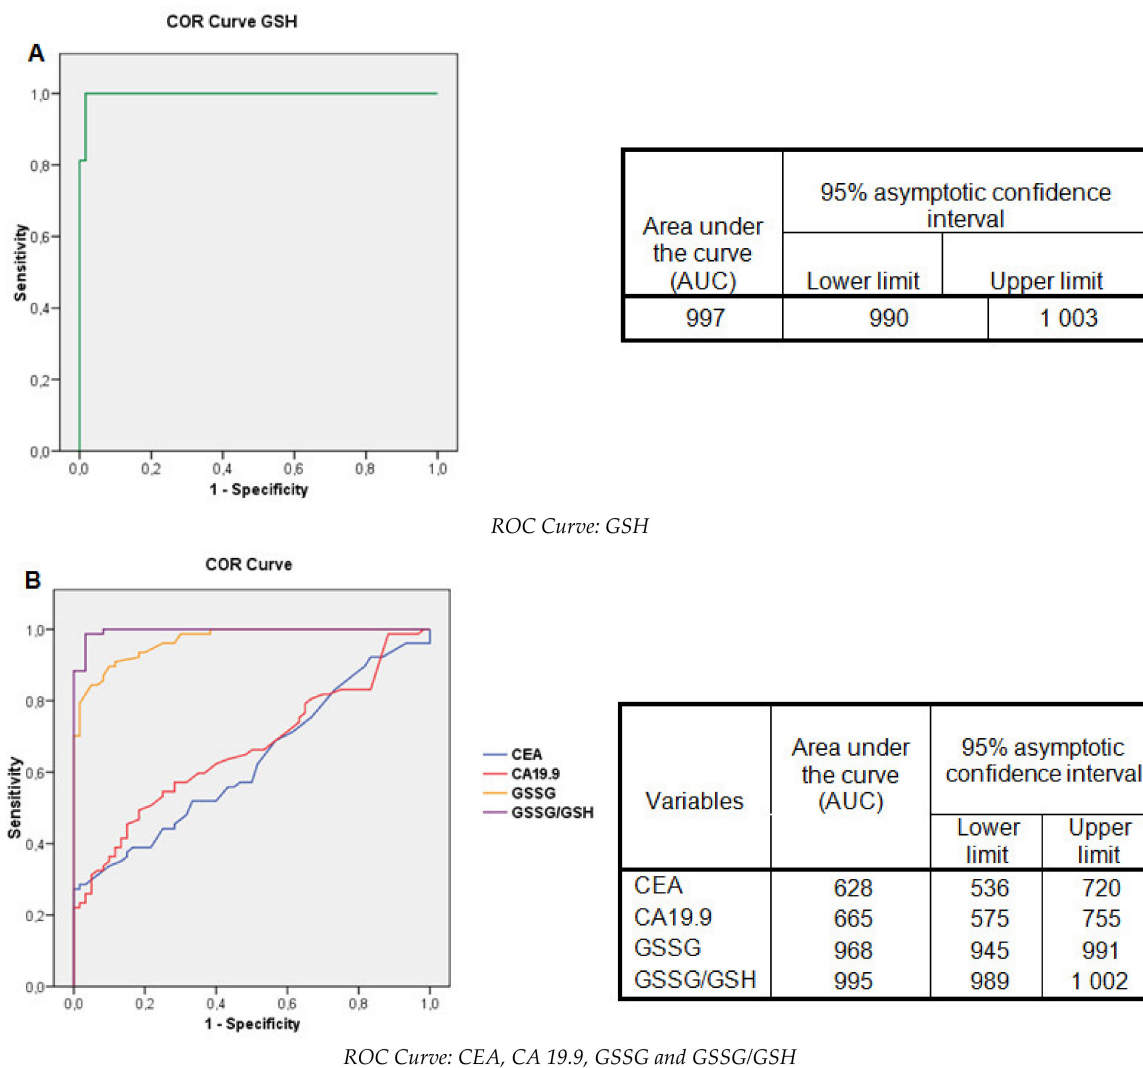 COR Curve GSH
A
1,0
0,8
0,6
0,4
0,2
0,0
Sensitivity
0,0 0,2 0,4 0,6 0,8 1,0
1 - Specificity
Area under
the curve
(AUC)
95% asymptotic confidence
interval
Lower limit Upper limit
997 990 1 003
ROC Curve: GSH
B
COR Curve
1,0
0,8
0,6
0,4
0,2
0,0
Sensitivity
0,0 0,2 0,4 0,6 0,8 1,0
1 - Specificity
CEA
CA19.9
GSSG
GSSG/GSH
Variables
Area under
the curve
(AUC)
95% asymptotic
confidence interval
Lower
limit
Upper
limit
CEA 628 536 720
CA19.9 665 575 755
GSSG 968 945 991
GSSG/GSH 995 989 1 002
ROC Curve: CEA, CA 19.9, GSSG and GSSG/GSH